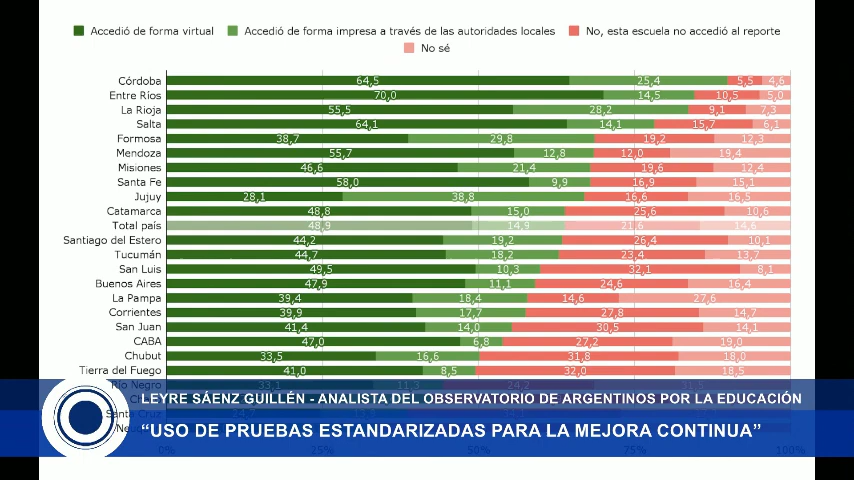 Accedió de forma virtual Accedió de forma impresa a través de las autoridades locales No, esta escuela no accedió al reporte
No sé
Córdoba 64,5 25,4 5,5 4,6
Entre Ríos 70,0 14,5 10,5 5,0
La Rioja 55,5 28,2 9,1 7,3
Salta 64,1 14,1 15,7 6,1
Formosa 38,7 29,8 19,2 12,3
Mendoza 55,7 12,8 12,0 19,4
Misiones 46,6 21,4 19,6 12,4
Santa Fe 58,0 9,9 16,9 15,1
Jujuy 28,1 38,8 16,6 16,5
Catamarca 48,8 15,0 25,6 10,6
Total país 48,9 14,9 21,6 14,6
Santiago del Estero 44,2 19,2 26,4 10,1
Tucumán 44,7 18,2 23,4 13,7
San Luis 49,5 10,3 32,1 8,1
Buenos Aires 47,9 11,1 24,6 16,4
La Pampa 39,4 18,4 14,6 27,6
Corrientes 39,9 17,7 27,8 14,7
San Juan 41,4 14,0 30,5 14,1
CABA 47,0 6,8 27,2 19,0
Chubut 33,5 16,6 31,8 18,0
Tierra del Fuego 41,0 8,5 32,0 18,5
Río Negro 33,1 11,3 24,2
LEYRE SÁENZ GUILLÉN - ANALISTA DEL OBSERVATORIO DE ARGENTINOS POR LA EDUCACIÓN
Santa Cruz
“USO DE PRUEBAS ESTANDARIZADAS PARA LA MEJORA CONTINUA”
0% 25% 50% 75% 100%